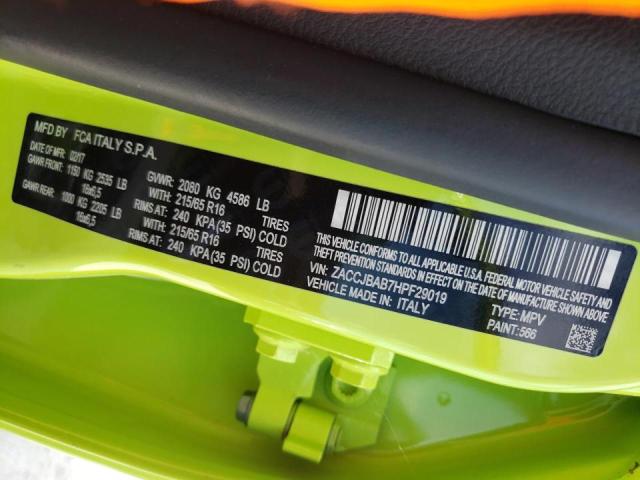 MFD BY FCA ITALY S.P.A.
DATE OF MFR: 02/17 GVWR: 2080 KG 4586 LB
GAWR FRONT: 1150 KG 2535 LB WITH 215/65 R16 TIRES
16x6,5 RIMS AT: 240 KPA(35 PSI) COLD
GAWR REAR: 1000 KG 2205 LB WITH 215/65 R16 TIRES
16x6,5 RIMS AT: 240 KPA(35 PSI) COLD
THIS VEHICLE CONFORMS TO ALL APPLICABLE U.S.A. FEDERAL MOTOR VEHICLE SAFETY AND
THEFT PREVENTION STANDARDS IN EFFECT ON THE DATE OF MANUFACTURE SHOWN ABOVE
VIN: ZACCJBAB7HPF29019 TYPE: MPV
VEHICLE MADE IN: ITALY PAINT: 566